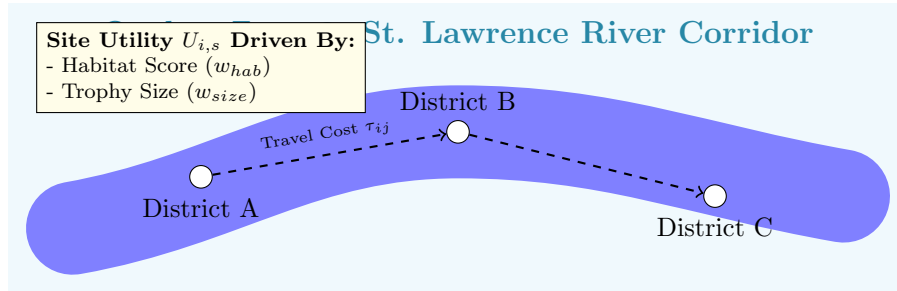 St. Lawrence River Corridor
Site Utility $U_{i,s}$ Driven By:
- Habitat Score ($w_{hab}$)
- Trophy Size ($w_{size}$)
District B
Travel Cost $\tau_{ij}$
District A
District C